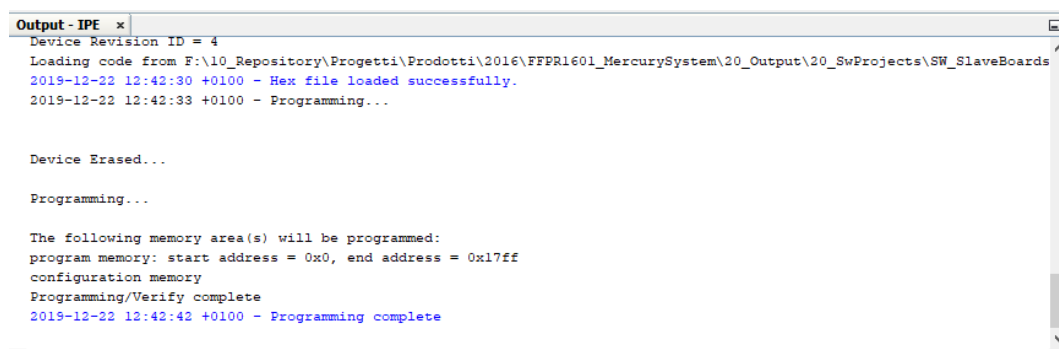 Output - IPE x
Device Revision ID = 4
Loading code from F:\10_Repository\Progetti\Prodotti\2016\FFPR1601_MercurySystem\20_Output\20_SwProjects\SW_SlaveBoards
2019-12-22 12:42:30 +0100 - Hex file loaded successfully.
2019-12-22 12:42:33 +0100 - Programming...
Device Erased...
Programming...
The following memory area(s) will be programmed:
program memory: start address = 0x0, end address = 0x17ff
configuration memory
Programming/Verify complete
2019-12-22 12:42:42 +0100 - Programming complete